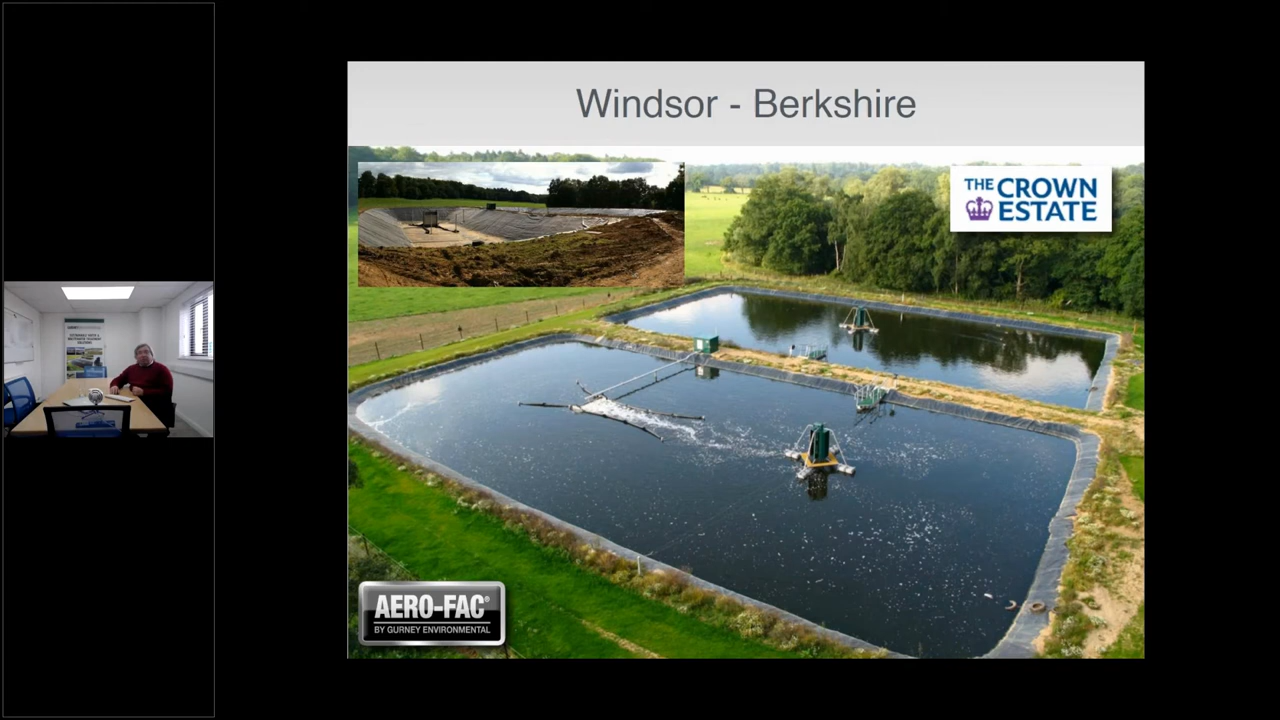 Windsor - Berkshire
THE CROWN
ESTATE
AERO-FAC®
BY GURNEY ENVIRONMENTAL